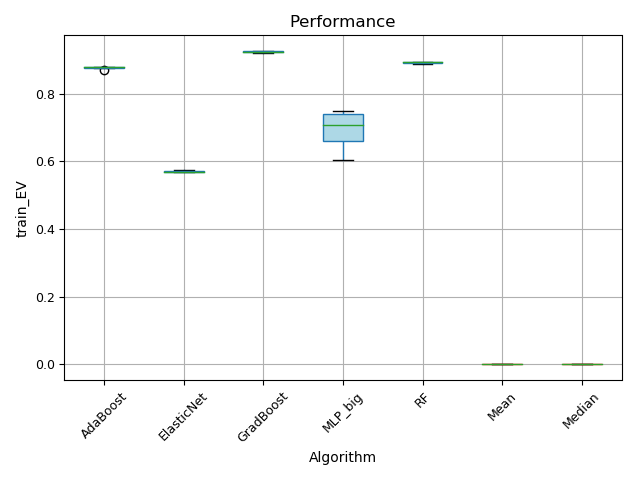 Performance
train_EV
0.8
0.6
0.4
0.2
0.0
AdaBoost
ElasticNet
GradBoost
MLP_big
RF
Mean
Median
Algorithm